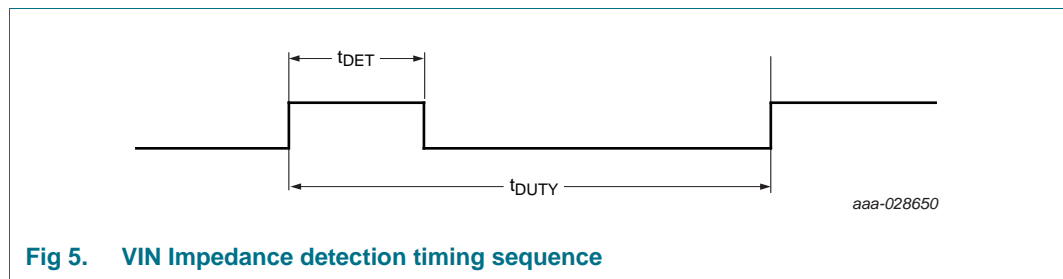 tDET
tDUTY
aaa-028650
Fig 5. VIN Impedance detection timing sequence